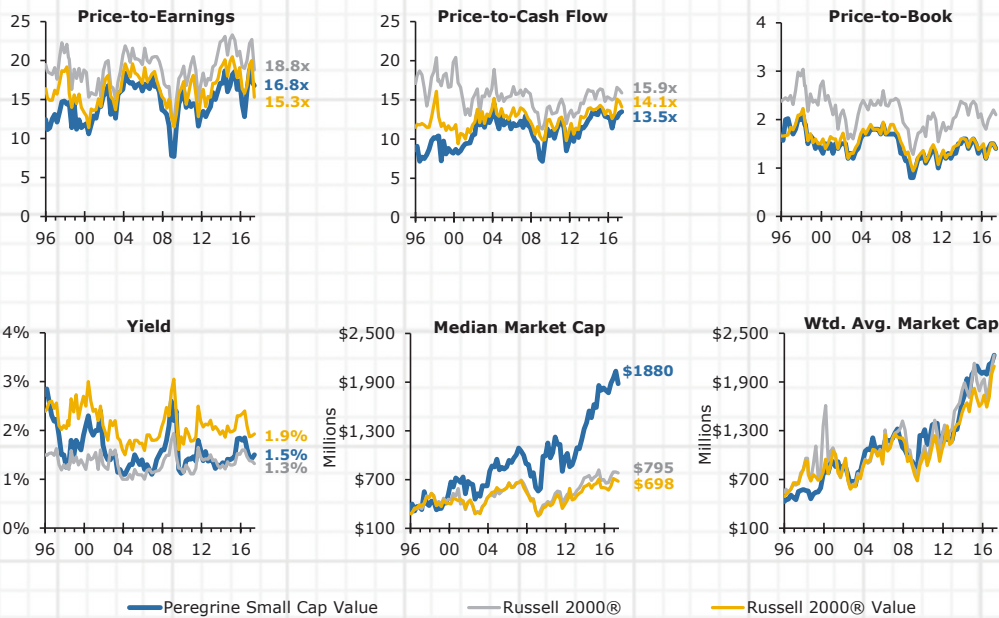 Price-to-Earnings
25
20
15
10
5
0
18.8x
16.8x
15.3x
96 00 04 08 12 16
Price-to-Cash Flow
25
20
15
10
5
0
15.9x
14.1x
13.5x
96 00 04 08 12 16
Price-to-Book
4
3
2
1
0
96 00 04 08 12 16
Yield
4%
3%
2%
1%
0%
1.9%
1.5%
1.3%
96 00 04 08 12 16
Median Market Cap
Millions
$2,500
$1,900
$1,300
$700
$100
$1880
$795
$698
96 00 04 08 12 16
Wtd. Avg. Market Cap
Millions
$2,500
$1,900
$1,300
$700
$100
96 00 04 08 12 16
Peregrine Small Cap Value Russell 2000® Russell 2000® Value